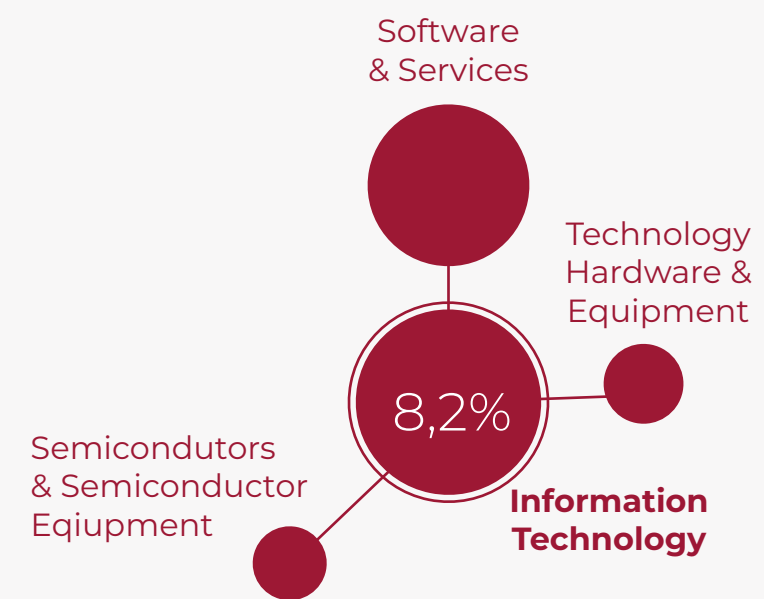 Software
& Services
Technology
Hardware &
Equipment
8,2%
Semicondutors
& Semiconductor
Eqiupment
Information
Technology